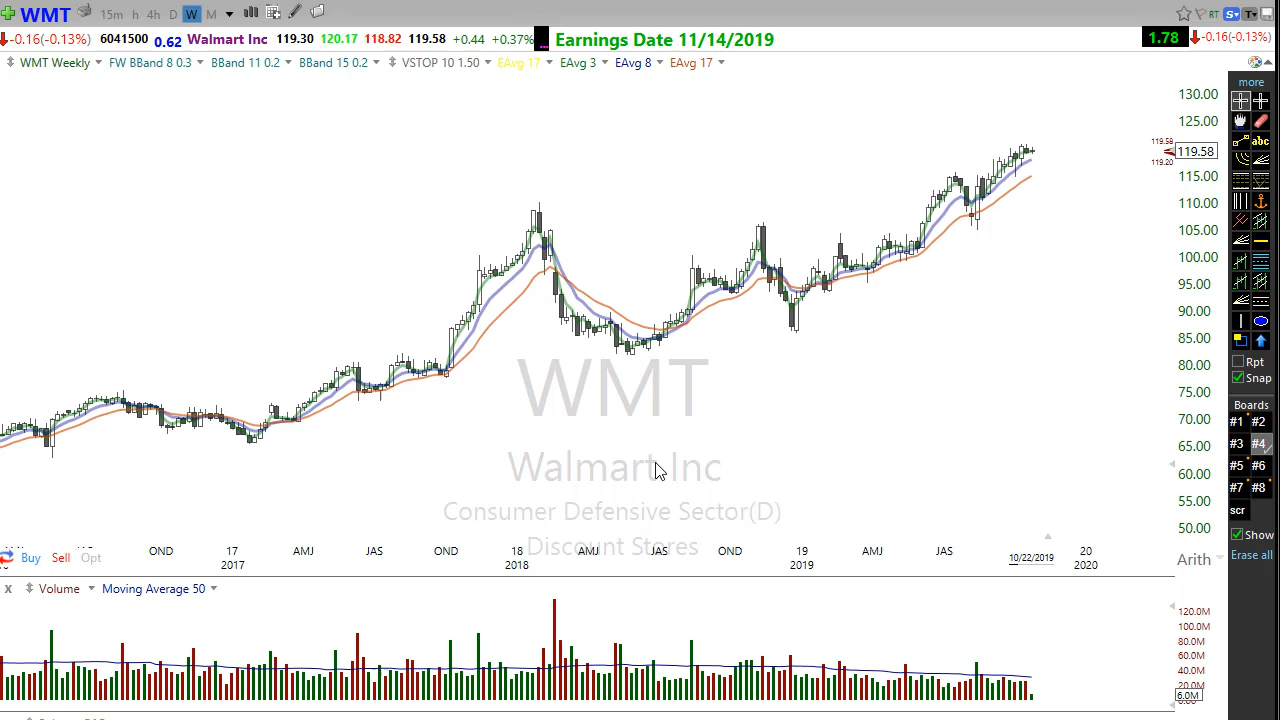 WMT 15m h 4h D W M RT S T
-0.16(-0.13%) 6041500 0.62 Walmart Inc 119.30 120.17 118.82 119.58 +0.44 +0.37% Earnings Date 11/14/2019 1.78 -0.16(-0.13%)
WMT Weekly FW BBand 8 0.3 BBand 11 0.2 BBand 15 0.2 VSTOP 10 1.50 EAvg 17 EAvg 3 EAvg 8 EAvg 17
more
130.00
125.00
abc
119.58
119.58
119.20
115.00
110.00
105.00
100.00
95.00
90.00
85.00
80.00
75.00
70.00
65.00
60.00
55.00
50.00
Rpt
Snap
Boards
#1 #2
#3 #4
#5 #6
#7 #8
scr
Show
Erase all
WMT
Walmart Inc
Consumer Defensive Sector(D)
Discount Stores
OND 17 AMJ JAS OND 18 AMJ JAS OND 19 AMJ JAS 10/22/2019 20
2017 2018 2019 2020
Buy Sell Opt
Arith
X Volume Moving Average 50
120.0M
100.0M
80.0M
60.0M
40.0M
20.0M
6.0M